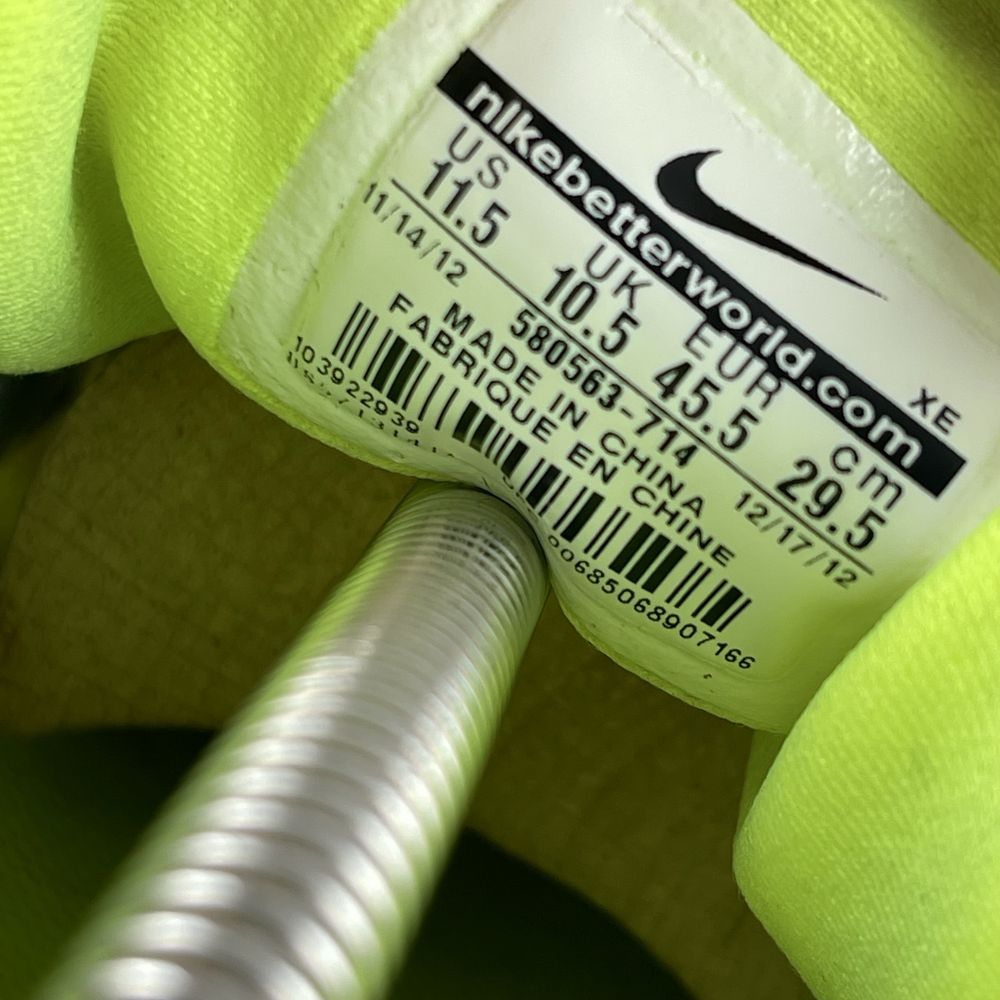 nikebetterworld.com
XE
US UK EUR cm
11.5 10.5 45.5 29.5
11/14/12 580563-714 12/17/12
MADE IN CHINA
FABRIQUE EN CHINE
103922939
00685068907166